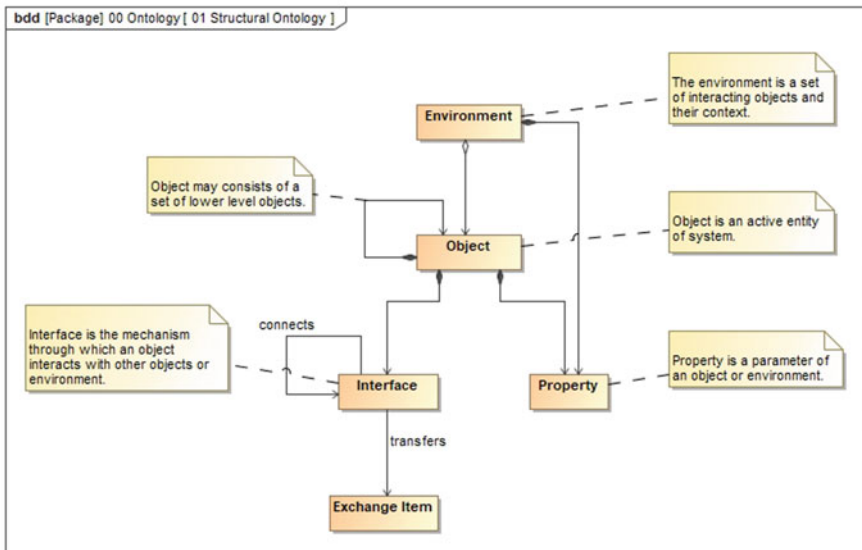 bdd [Package] 00 Ontology [ 01 Structural Ontology ]
The environment is a set
of interacting objects and
their context.
Environment
Object may consists of a
set of lower level objects.
Object is an active entity
of system.
Object
Interface is the mechanism
through which an object
interacts with other objects or
environment.
connects
Property is a parameter of
an object or environment.
Interface
Property
transfers
Exchange Item